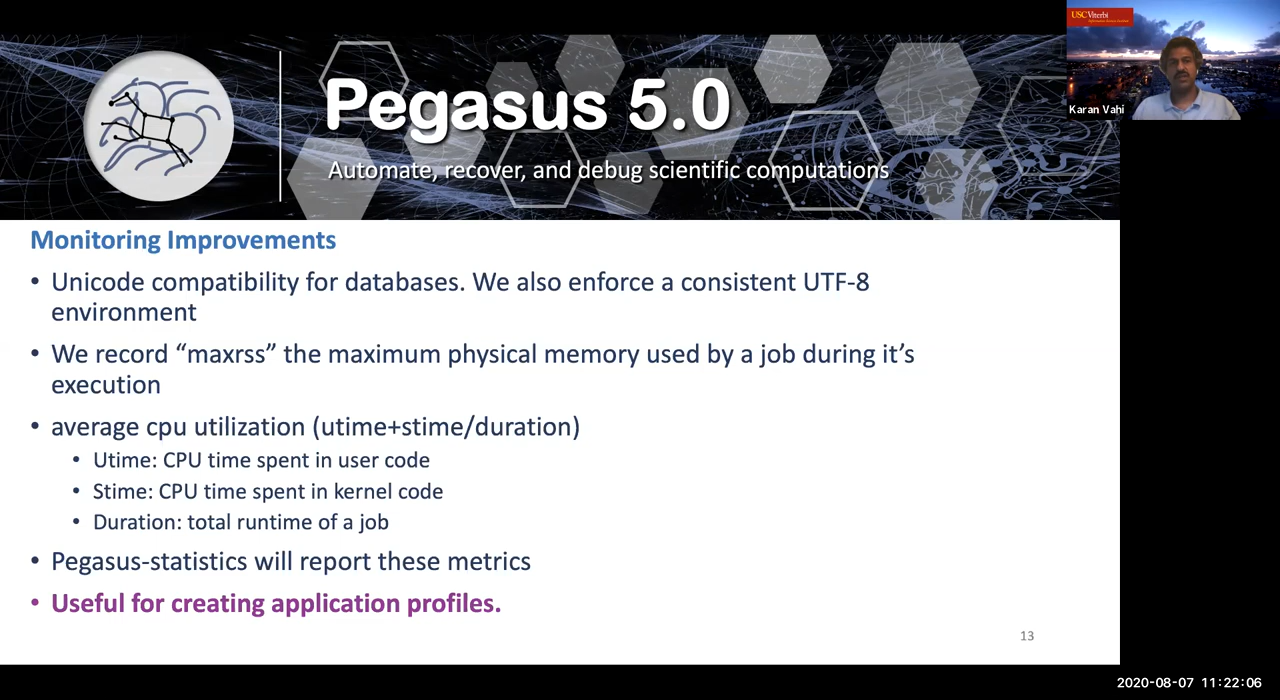 Pegasus 5.0
Automate, recover, and debug scientific computations
USC Viterbi
Karan Vahi
Monitoring Improvements
• Unicode compatibility for databases. We also enforce a consistent UTF-8
environment
• We record “maxrss” the maximum physical memory used by a job during it’s
execution
• average cpu utilization (utime+stime/duration)
• Utime: CPU time spent in user code
• Stime: CPU time spent in kernel code
• Duration: total runtime of a job
• Pegasus-statistics will report these metrics
• Useful for creating application profiles.
13
2020-08-07 11:22:06